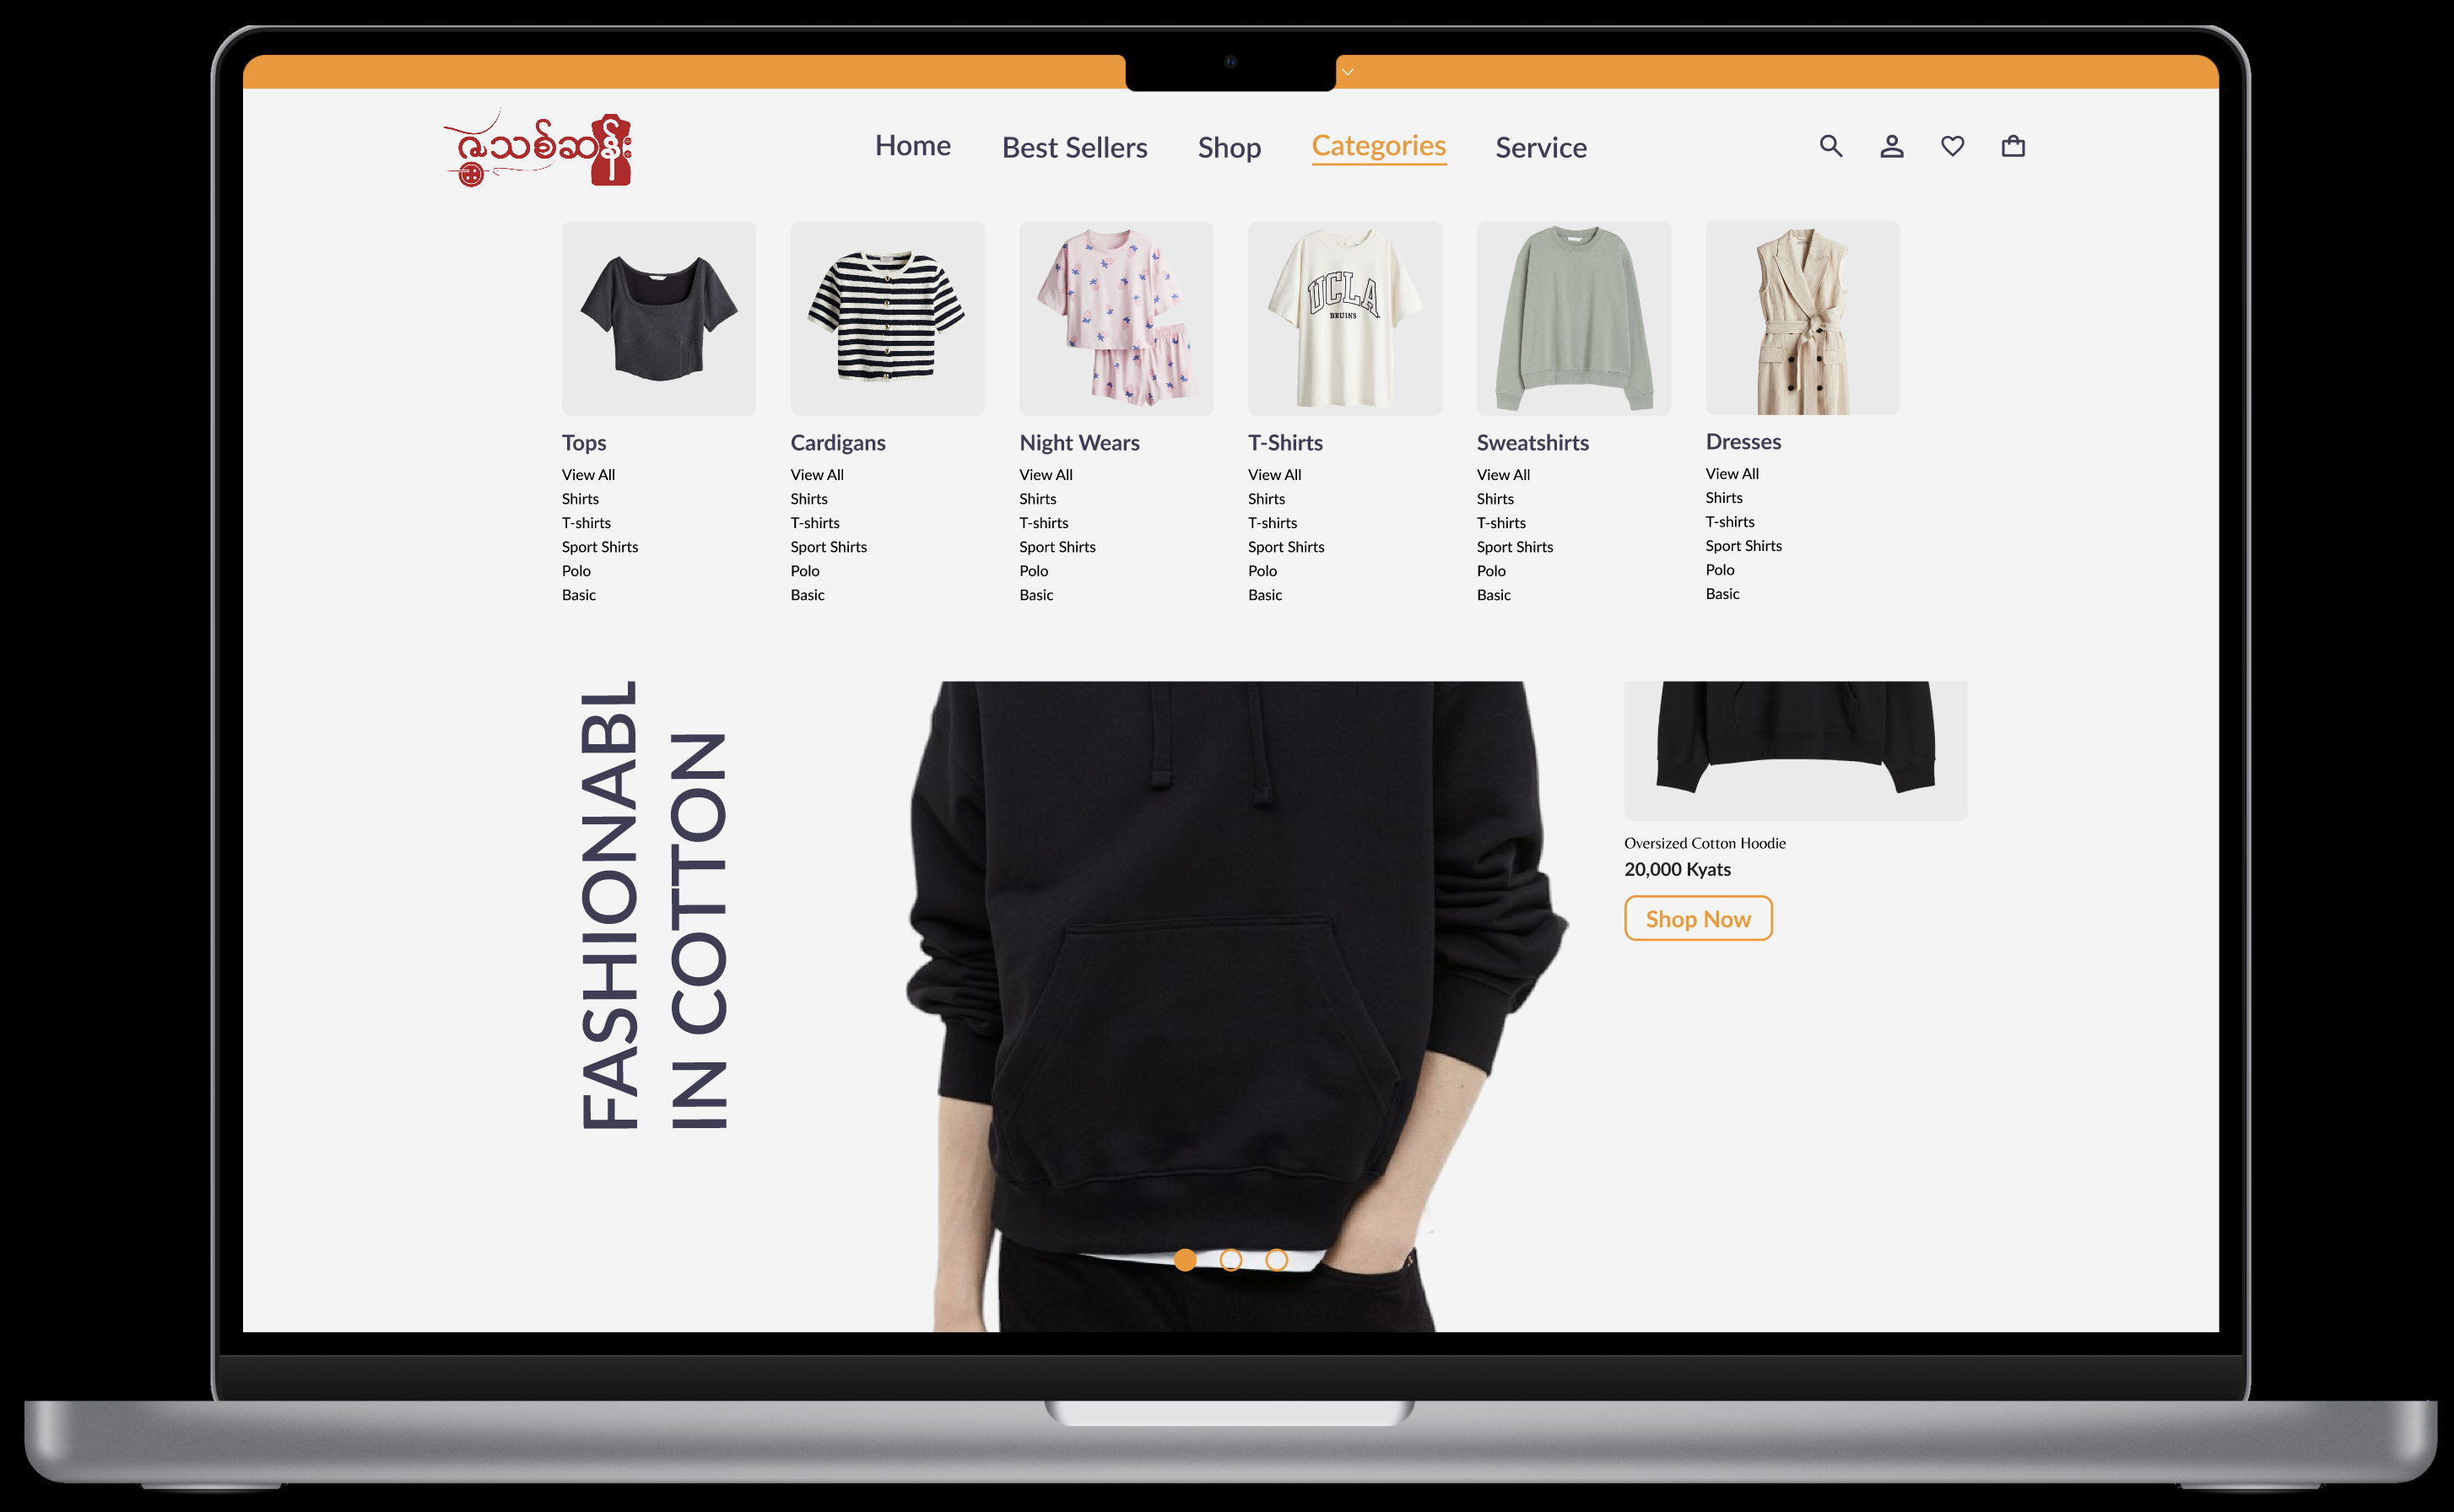 ဇွဲသစ်ဆန်း
Home Best Sellers Shop Categories Service
UCLA
BRUINS
Tops
View All
Shirts
T-shirts
Sport Shirts
Polo
Basic
Cardigans
View All
Shirts
T-shirts
Sport Shirts
Polo
Basic
Night Wears
View All
Shirts
T-shirts
Sport Shirts
Polo
Basic
T-Shirts
View All
Shirts
T-shirts
Sport Shirts
Polo
Basic
Sweatshirts
View All
Shirts
T-shirts
Sport Shirts
Polo
Basic
Dresses
View All
Shirts
T-shirts
Sport Shirts
Polo
Basic
FASHIONABL
IN COTTON
Oversized Cotton Hoodie
20,000 Kyats
Shop Now